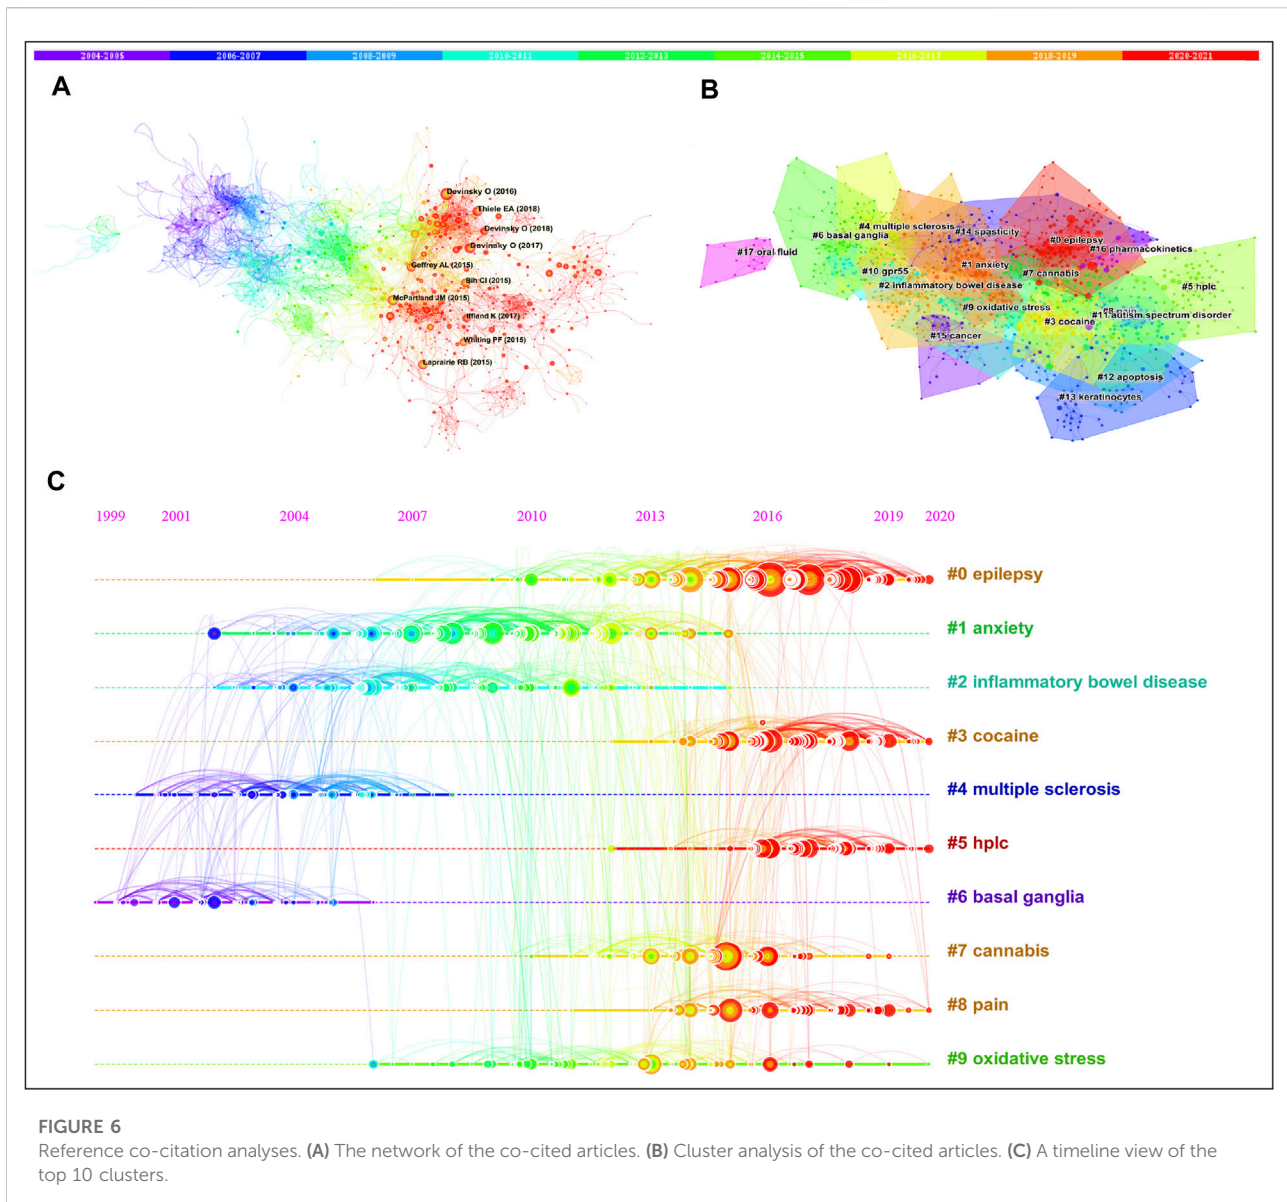 2004-2005 2006-2007 2008-2009 2010-2011 2012-2013 2014-2015 2016-2017 2018-2019 2020-2021
A
Devinsky O (2016)
Thiele EA (2018)
Devinsky O (2018)
Devinsky O (2017)
Geffrey AL (2015)
Bih CI (2015)
McPartland JM (2015)
Iffland K (2017)
Whiting PF (2015)
Laprairie RB (2015)
B
#4 multiple sclerosis
#6 basal ganglia
#14 spasticity
#0 epilepsy
#16 pharmacokinetics
#17 oral fluid
#10 gpr55
#1 anxiety
#7 cannabis
#2 inflammatory bowel disease
#5 hplc
#9 oxidative stress
#8 pain
#11 autism spectrum disorder
#3 cocaine
#15 cancer
#12 apoptosis
#13 keratinocytes
C
1999 2001 2004 2007 2010 2013 2016 2019 2020
#0 epilepsy
#1 anxiety
#2 inflammatory bowel disease
#3 cocaine
#4 multiple sclerosis
#5 hplc
#6 basal ganglia
#7 cannabis
#8 pain
#9 oxidative stress
FIGURE 6
Reference co-citation analyses. (A) The network of the co-cited articles. (B) Cluster analysis of the co-cited articles. (C) A timeline view of the
top 10 clusters.